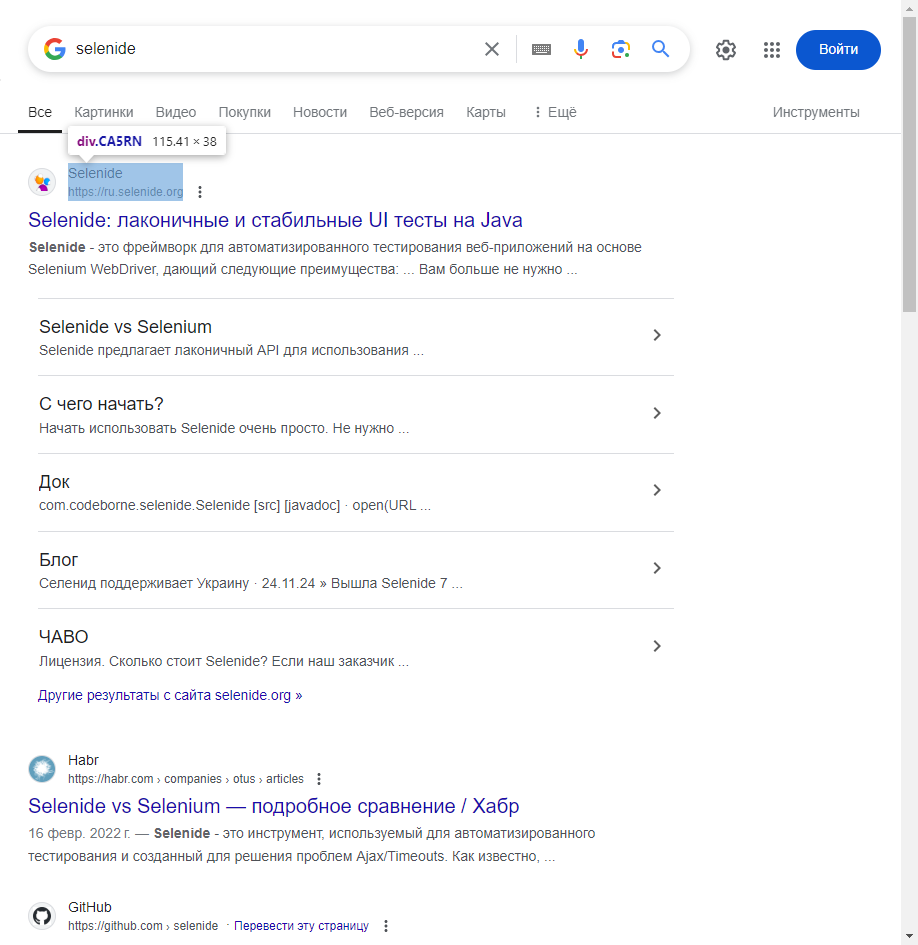 selenide
Войти
Все Картинки Видео Покупки Новости Веб-версия Карты Ещё Инструменты
div.CA5RN 115.41 × 38
Selenide
https://ru.selenide.org
Selenide: лаконичные и стабильные UI тесты на Java
Selenide - это фреймворк для автоматизированного тестирования веб-приложений на основе
Selenium WebDriver, дающий следующие преимущества: ... Вам больше не нужно ...
Selenide vs Selenium
Selenide предлагает лаконичный API для использования ...
С чего начать?
Начать использовать Selenide очень просто. Не нужно ...
Док
com.codeborne.selenide.Selenide [src] [javadoc] · open(URL ...
Блог
Селенид поддерживает Украину · 24.11.24 » Вышла Selenide 7 ...
ЧАВО
Лицензия. Сколько стоит Selenide? Если наш заказчик ...
Другие результаты с сайта selenide.org »
Habr
https://habr.com › companies › otus › articles
Selenide vs Selenium — подробное сравнение / Хабр
16 февр. 2022 г. — Selenide - это инструмент, используемый для автоматизированного
тестирования и созданный для решения проблем Ajax/Timeouts. Как известно, ...
GitHub
https://github.com › selenide · Перевести эту страницу